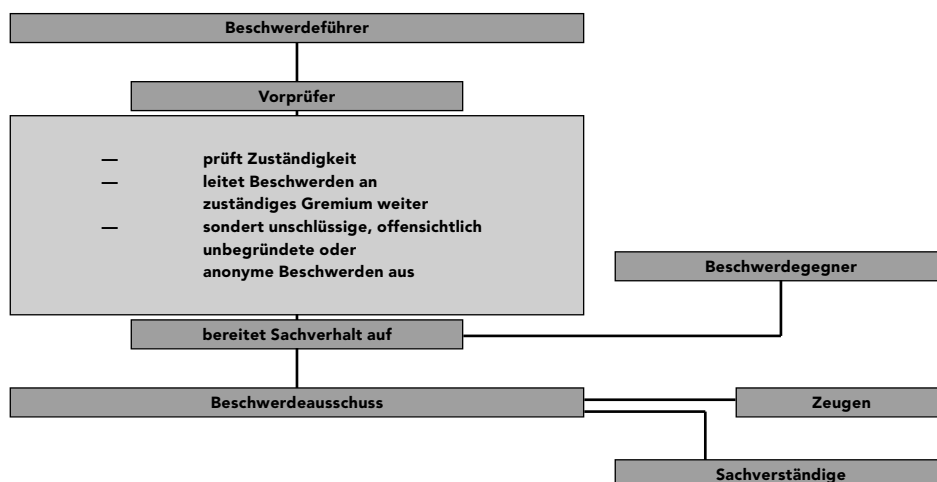 Beschwerdeführer
Vorprüfer
— prüft Zuständigkeit
— leitet Beschwerden an
zuständiges Gremium weiter
— sondert unschlüssige, offensichtlich
unbegründete oder
anonyme Beschwerden aus
Beschwerdegegner
bereitet Sachverhalt auf
Beschwerdeausschuss
Zeugen
Sachverständige